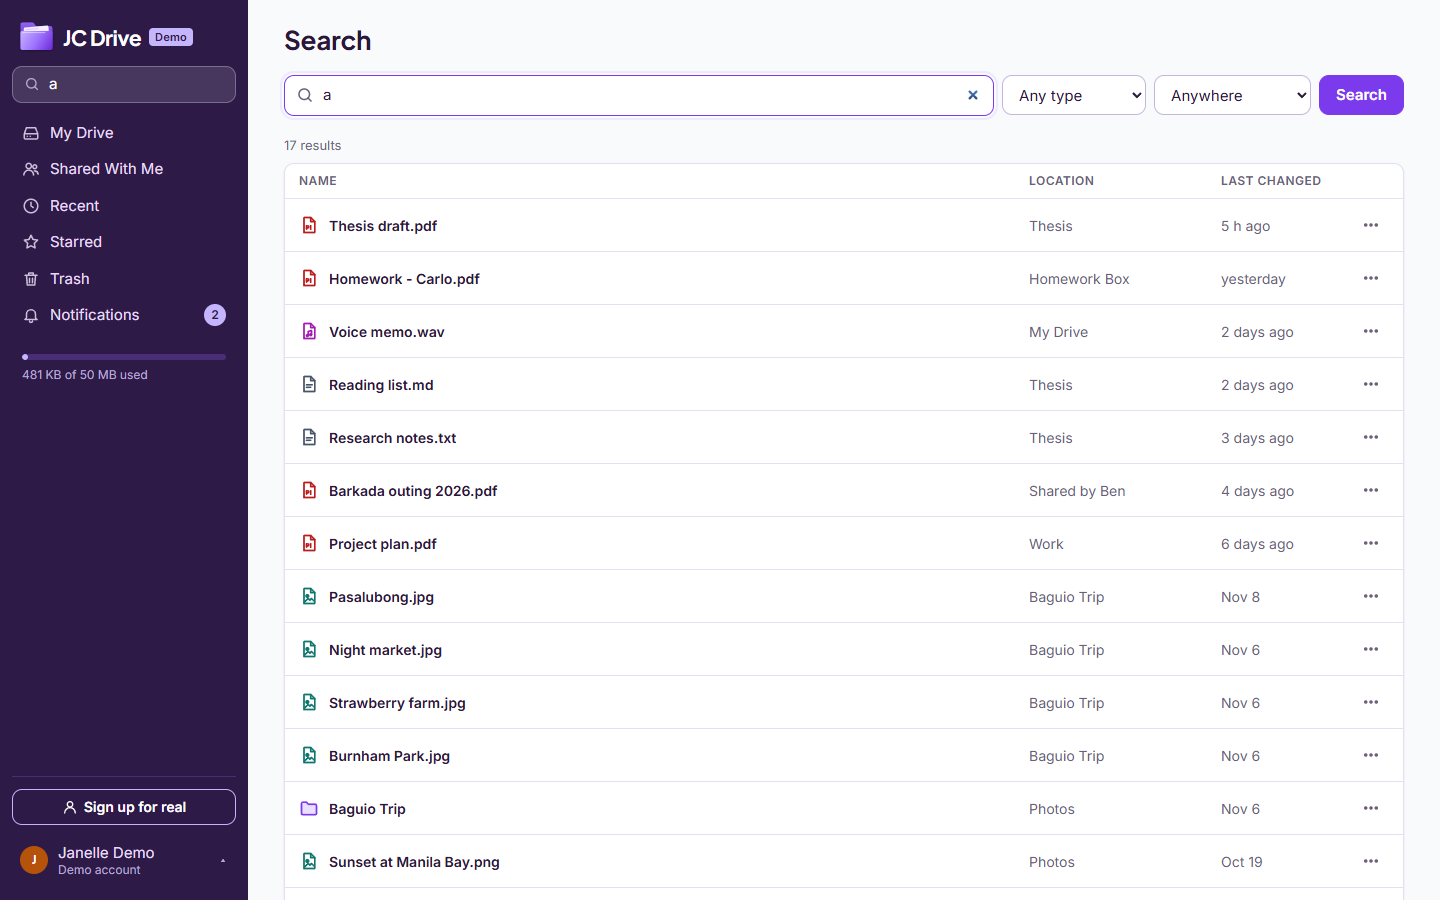 JC Drive Demo
a
My Drive
Shared With Me
Recent
Starred
Trash
Notifications 2
481 KB of 50 MB used
Sign up for real
J Janelle Demo
Demo account
Search
a Any type Anywhere Search
17 results
NAME LOCATION LAST CHANGED
Thesis draft.pdf Thesis 5 h ago
Homework - Carlo.pdf Homework Box yesterday
Voice memo.wav My Drive 2 days ago
Reading list.md Thesis 2 days ago
Research notes.txt Thesis 3 days ago
Barkada outing 2026.pdf Shared by Ben 4 days ago
Project plan.pdf Work 6 days ago
Pasalubong.jpg Baguio Trip Nov 8
Night market.jpg Baguio Trip Nov 6
Strawberry farm.jpg Baguio Trip Nov 6
Burnham Park.jpg Baguio Trip Nov 6
Baguio Trip Photos Nov 6
Sunset at Manila Bay.png Photos Oct 19